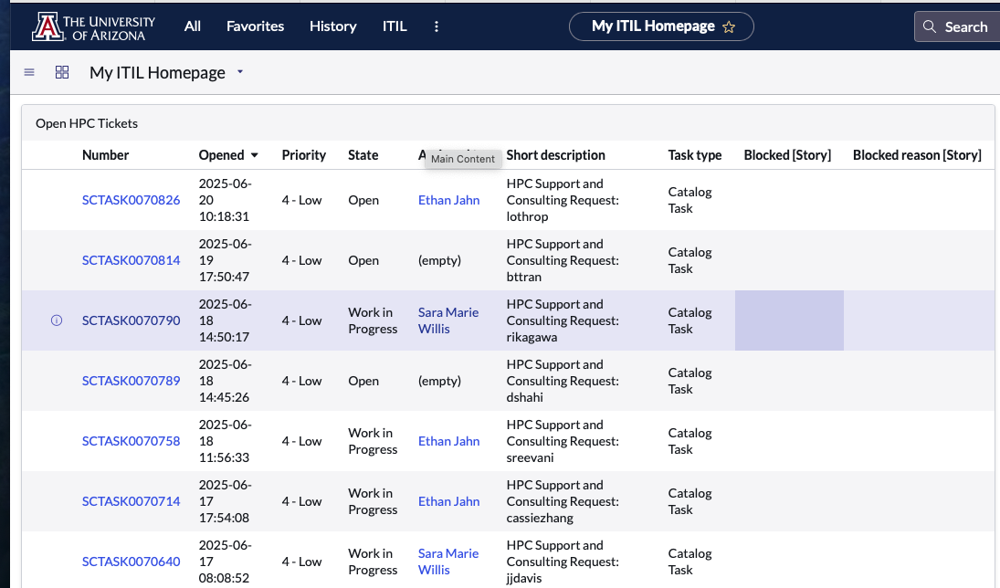 THE UNIVERSITY
OF ARIZONA
All Favorites History ITIL
My ITIL Homepage
Search
My ITIL Homepage
Open HPC Tickets
Number Opened Priority State Short description Task type Blocked [Story] Blocked reason [Story]
Main Content
SCTASK0070826 2025-06-20 10:18:31 4 - Low Open Ethan Jahn HPC Support and Consulting Request: lothrop Catalog Task
SCTASK0070814 2025-06-19 17:50:47 4 - Low Open (empty) HPC Support and Consulting Request: bttran Catalog Task
SCTASK0070790 2025-06-18 14:50:17 4 - Low Work in Progress Sara Marie Willis HPC Support and Consulting Request: rikagawa Catalog Task
SCTASK0070789 2025-06-18 14:45:26 4 - Low Open (empty) HPC Support and Consulting Request: dshahi Catalog Task
SCTASK0070758 2025-06-18 11:56:33 4 - Low Work in Progress Ethan Jahn HPC Support and Consulting Request: sreevani Catalog Task
SCTASK0070714 2025-06-17 17:54:08 4 - Low Work in Progress Ethan Jahn HPC Support and Consulting Request: cassiezhang Catalog Task
SCTASK0070640 2025-06-17 08:08:52 4 - Low Work in Progress Sara Marie Willis HPC Support and Consulting Request: jjdavis Catalog Task